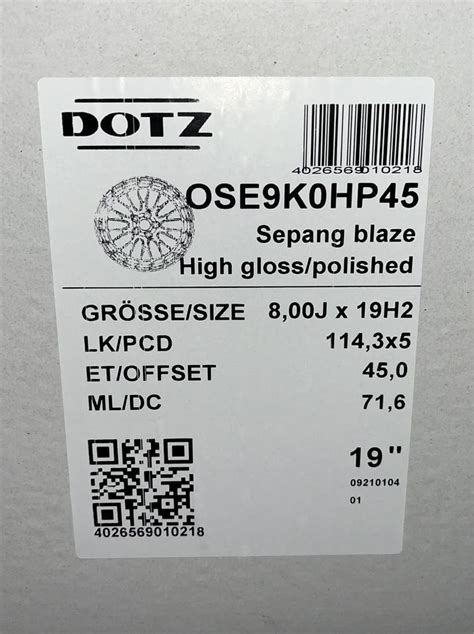 DOTZ
4026569010218
OSE9K0HP45
Sepang blaze
High gloss/polished
GRÖSSE/SIZE 8,00J x 19H2
LK/PCD 114,3x5
ET/OFFSET 45,0
ML/DC 71,6
19"
09210104
01
4026569010218